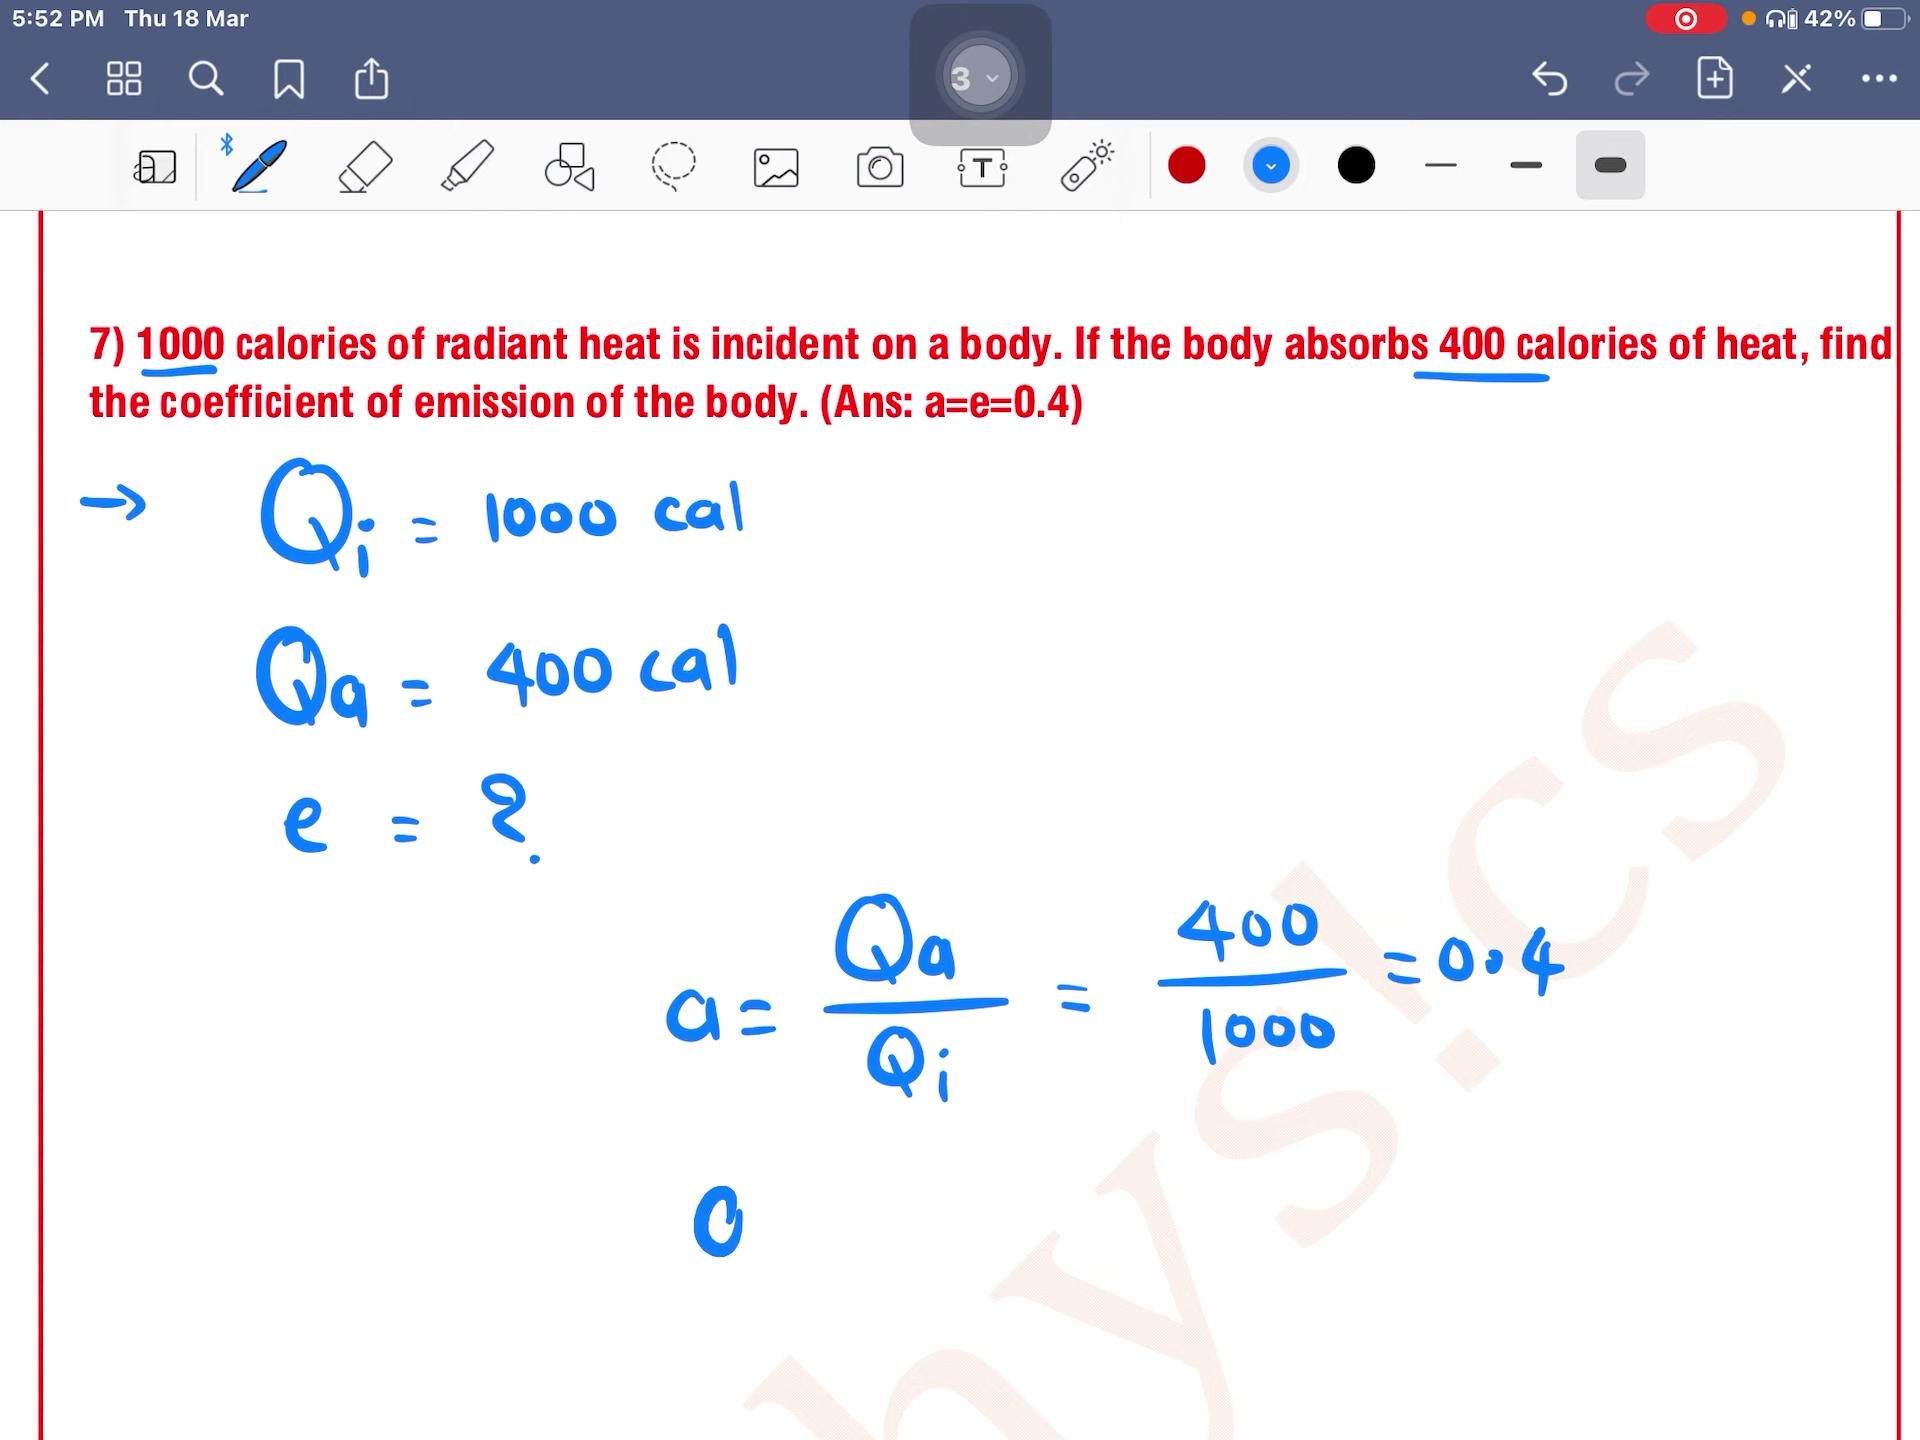 5:52 PM Thu 18 Mar
42%
3
a
T
7) 1000 calories of radiant heat is incident on a body. If the body absorbs 400 calories of heat, find
the coefficient of emission of the body. (Ans: a=e=0.4)
→ Qi = 1000 cal
Qa = 400 cal
e = ?
a = Qa / Qi = 400 / 1000 = 0.4
0
hys!cs